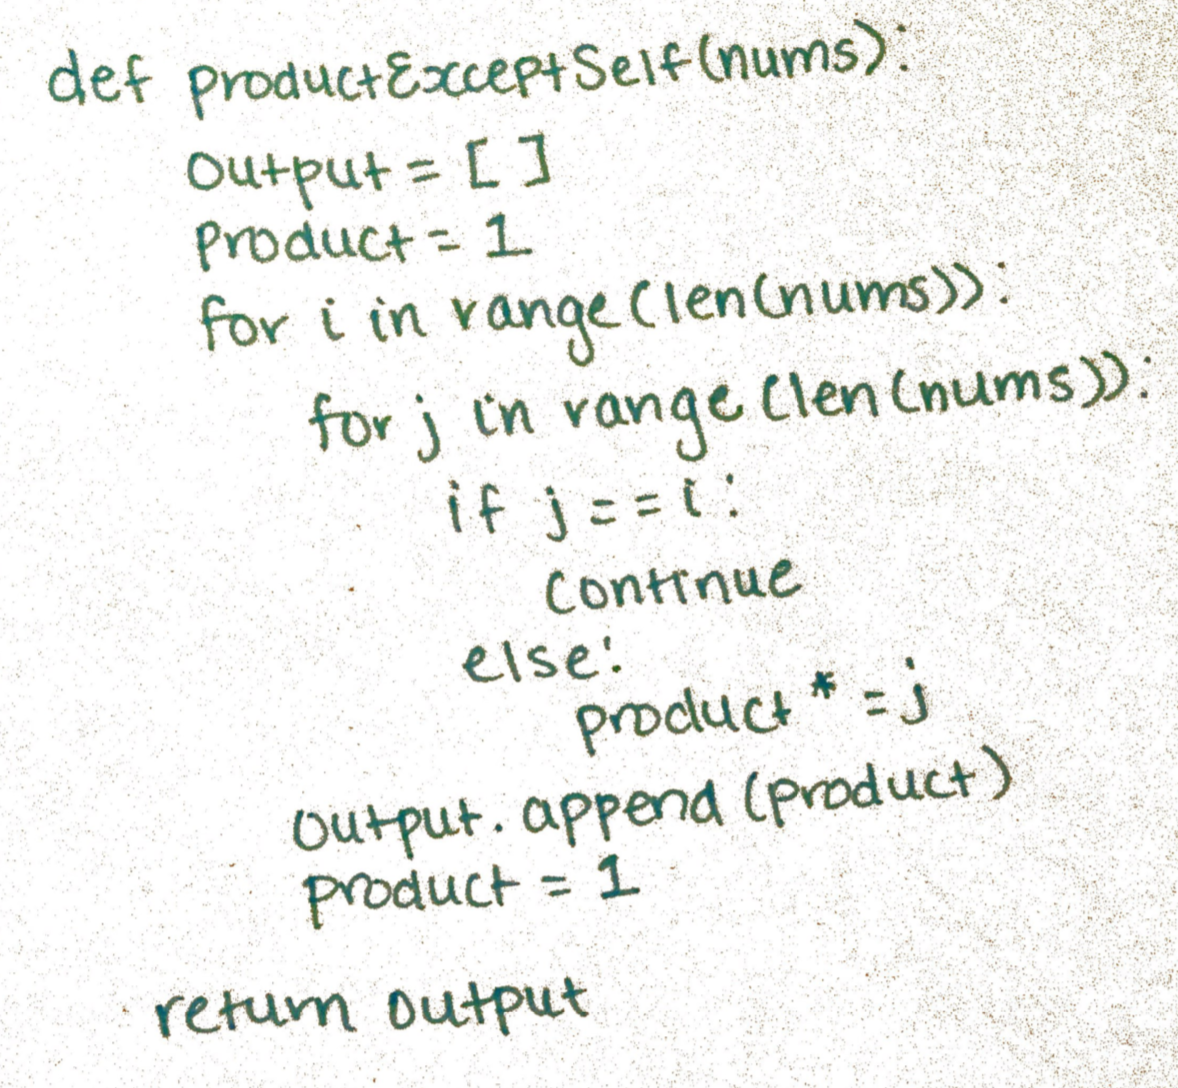 def productExceptSelf(nums):
output = []
product = 1
for i in range(len(nums)):
for j in range(len(nums)):
if j == i:
continue
else:
product * = j
output.append(product)
product = 1
return output